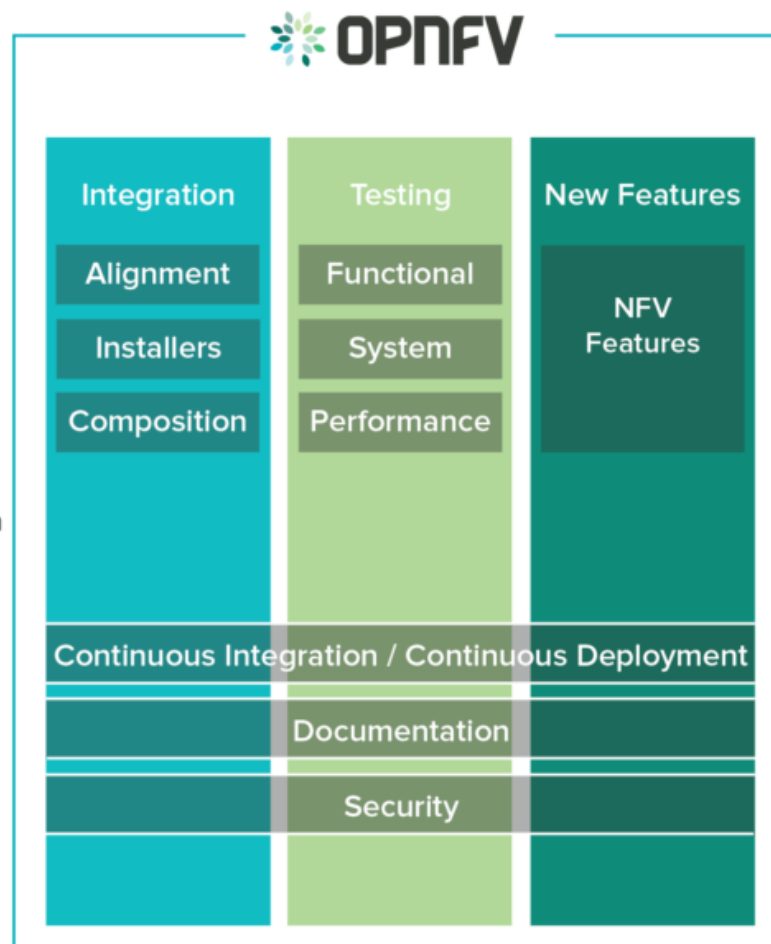 OPNFV
Integration
Alignment
Installers
Composition
Testing
Functional
System
Performance
New Features
NFV
Features
Continuous Integration / Continuous Deployment
Documentation
Security